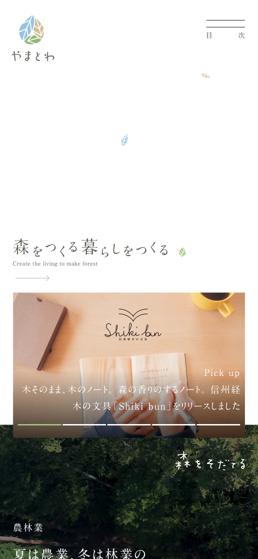 やまとわ
目 次
森をつくる暮らしをつくる
Create the living to make forest
Shiki bun
Pick up
木そのまま、木のノート。森の香りのするノート。信州経
木の文具「Shiki bun」をリリースしました
森をそだてる
農林業
夏は農業、冬は林業の